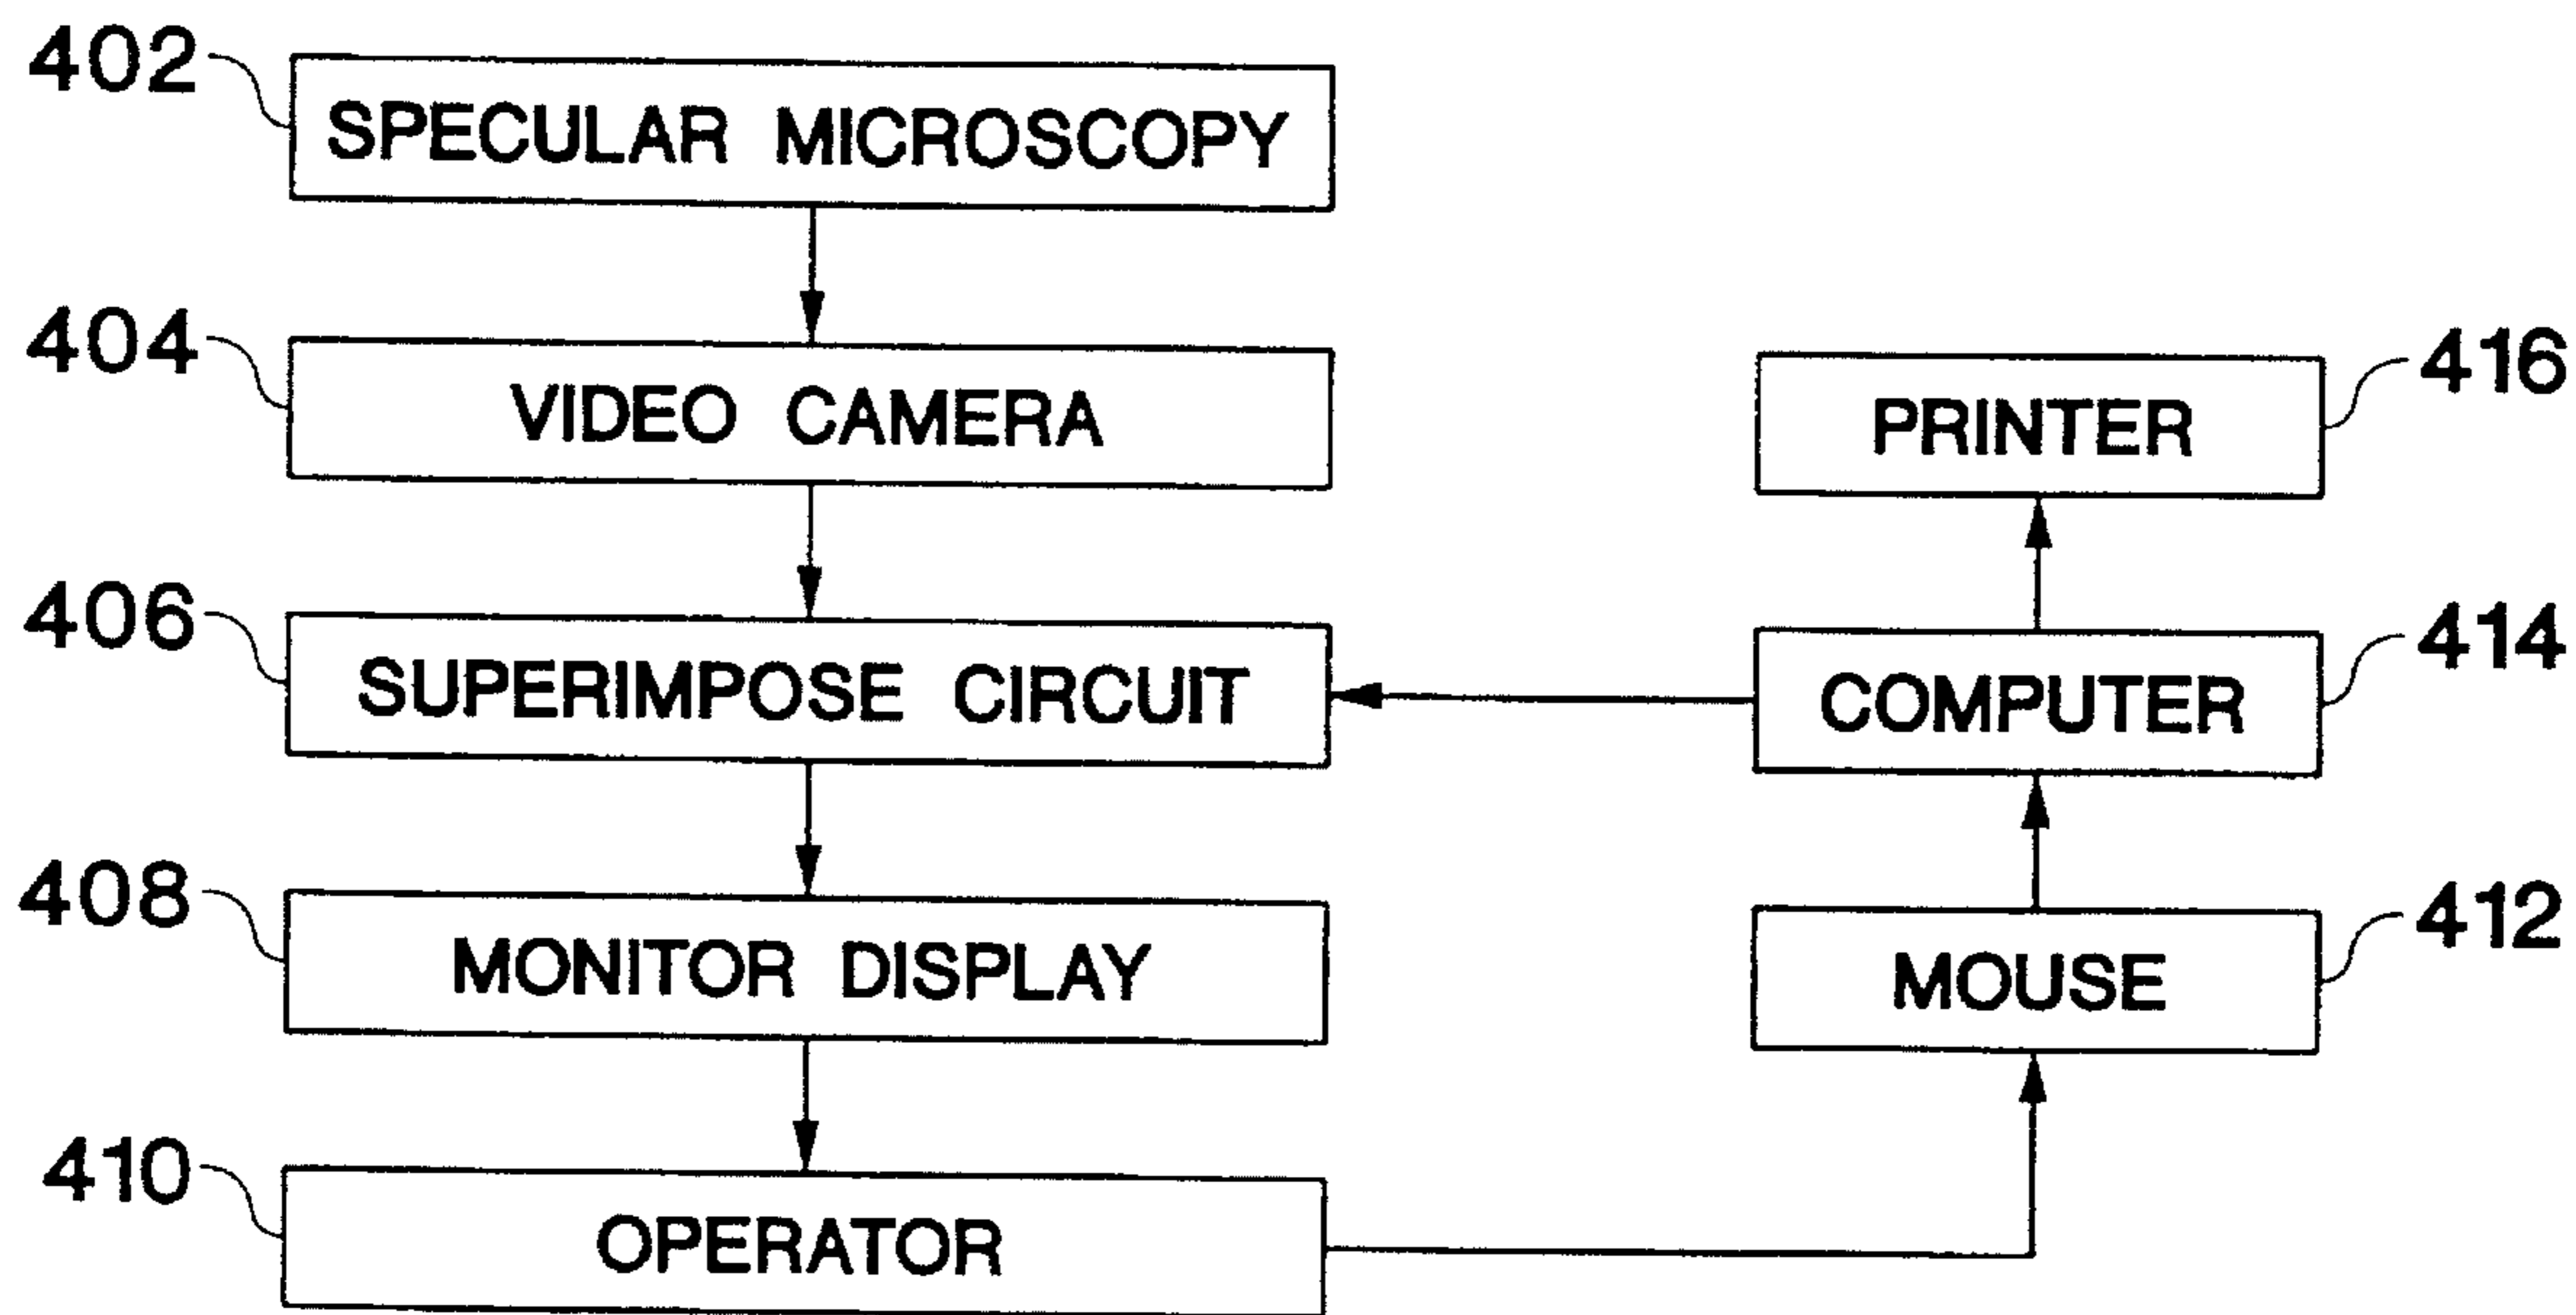 402
SPECULAR MICROSCOPY
404
VIDEO CAMERA
406
SUPERIMPOSE CIRCUIT
408
MONITOR DISPLAY
410
OPERATOR
PRINTER
416
COMPUTER
414
MOUSE
412